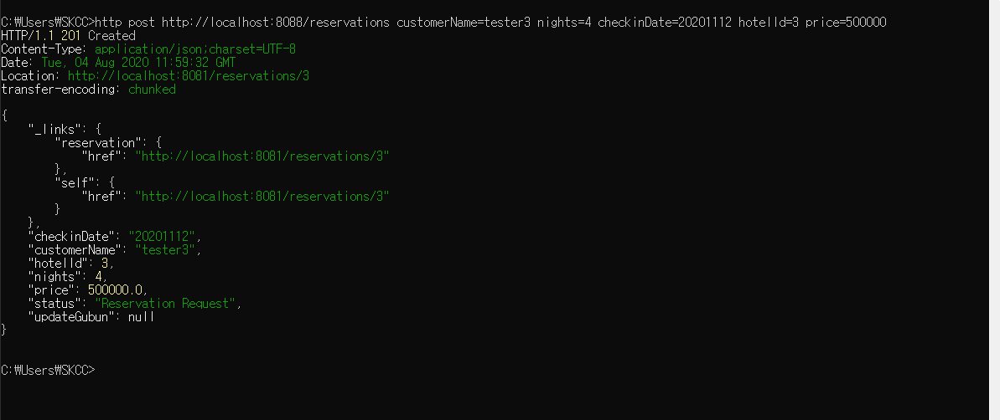 C:₩Users₩SKCC>http post http://localhost:8088/reservations customerName=tester3 nights=4 checkinDate=20201112 hotelId=3 price=500000
HTTP/1.1 201 Created
Content-Type: application/json;charset=UTF-8
Date: Tue, 04 Aug 2020 11:59:32 GMT
Location: http://localhost:8081/reservations/3
transfer-encoding: chunked
{
    "_links": {
        "reservation": {
            "href": "http://localhost:8081/reservations/3"
        },
        "self": {
            "href": "http://localhost:8081/reservations/3"
        }
    },
    "checkinDate": "20201112",
    "customerName": "tester3",
    "hotelId": 3,
    "nights": 4,
    "price": 500000.0,
    "status": "Reservation Request",
    "updateGubun": null
}
C:₩Users₩SKCC>